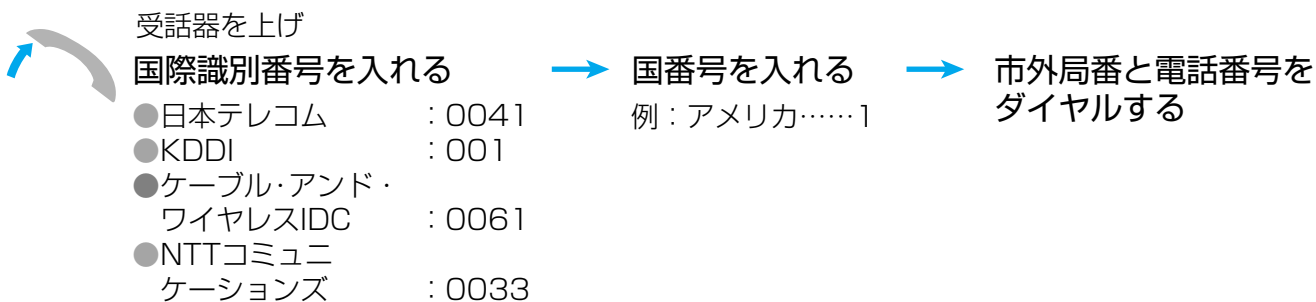 受話器を上げ
国際識別番号を入れる
●日本テレコム　　　：0041
●KDDI　　　　　　：001
●ケーブル・アンド・
ワイヤレスIDC　　：0061
●NTTコミュニ
ケーションズ　　　：0033
国番号を入れる
例：アメリカ……1
市外局番と電話番号を
ダイヤルする